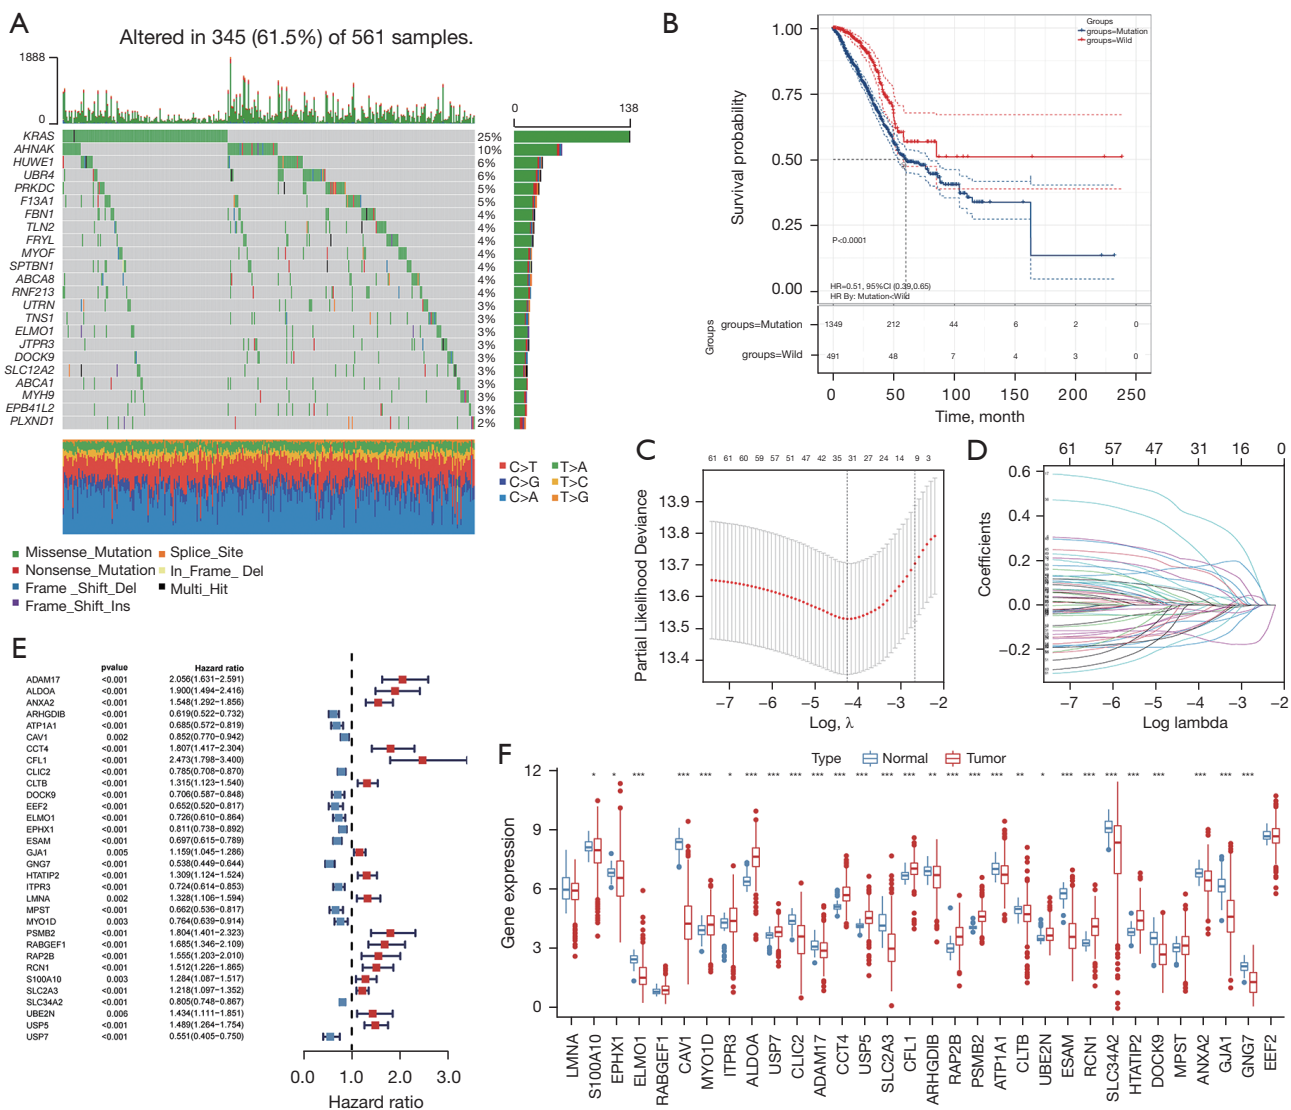 A
Altered in 345 (61.5%) of 561 samples.
1888
0
0 138
KRAS 25%
AHNAK 10%
HUWE1 6%
UBR4 6%
PRKDC 5%
F13A1 5%
FBN1 4%
TLN2 4%
FRYL 4%
MYOF 4%
SPTBN1 4%
ABCA8 4%
RNF213 4%
UTRN 3%
TNS1 3%
ELMO1 3%
JTPR3 3%
DOCK9 3%
SLC12A2 3%
ABCA1 3%
MYH9 3%
EPB41L2 3%
PLXND1 2%
C>T T>A
C>G T>C
C>A T>G
Missense_Mutation Splice_Site
Nonsense_Mutation In_Frame_ Del
Frame _Shift_Del Multi_Hit
Frame_Shift_Ins
B
Groups
groups=Mutation
groups=Wild
Survival probability
1.00
0.75
0.50
0.25
0.00
P<0.0001
HR=0.51, 95%CI (0.39,0.65)
HR By: Mutation<Wild
Groups
groups=Mutation 1349 212 44 6 2 0
groups=Wild 491 48 7 4 3 0
0 50 100 150 200 250
Time, month
C
61 61 60 59 57 51 47 42 35 31 27 24 14 9 3
Partial Likelihood Deviance
13.9
13.8
13.7
13.6
13.5
13.4
−7 −6 −5 −4 −3 −2
Log, λ
D
61 57 47 31 16 0
Coefficients
0.6
0.4
0.2
0.0
−0.2
−7 −6 −5 −4 −3 −2
Log lambda
E
pvalue Hazard ratio
ADAM17 <0.001 2.056(1.631−2.591)
ALDOA <0.001 1.900(1.494−2.416)
ANXA2 <0.001 1.548(1.292−1.856)
ARHGDIB <0.001 0.619(0.522−0.732)
ATP1A1 <0.001 0.685(0.572−0.819)
CAV1 0.002 0.852(0.770−0.942)
CCT4 <0.001 1.807(1.417−2.304)
CFL1 <0.001 2.473(1.798−3.400)
CLIC2 <0.001 0.785(0.708−0.870)
CLTB <0.001 1.315(1.123−1.540)
DOCK9 <0.001 0.706(0.587−0.848)
EEF2 <0.001 0.652(0.520−0.817)
ELMO1 <0.001 0.726(0.610−0.864)
EPHX1 <0.001 0.811(0.738−0.892)
ESAM <0.001 0.697(0.615−0.789)
GJA1 0.005 1.159(1.045−1.286)
GNG7 <0.001 0.538(0.449−0.644)
HTATIP2 <0.001 1.309(1.124−1.524)
ITPR3 <0.001 0.724(0.614−0.853)
LMNA 0.002 1.328(1.106−1.594)
MPST <0.001 0.662(0.536−0.817)
MYO1D 0.003 0.764(0.639−0.914)
PSMB2 <0.001 1.804(1.401−2.323)
RABGEF1 <0.001 1.685(1.346−2.109)
RAP2B <0.001 1.555(1.203−2.010)
RCN1 <0.001 1.512(1.226−1.865)
S100A10 0.003 1.284(1.087−1.517)
SLC2A3 <0.001 1.218(1.097−1.352)
SLC34A2 <0.001 0.805(0.748−0.867)
UBE2N 0.006 1.434(1.111−1.851)
USP5 <0.001 1.489(1.264−1.754)
USP7 <0.001 0.551(0.405−0.750)
0.0 1.0 2.0 3.0
Hazard ratio
F
Type Normal Tumor
* * *** *** *** * *** *** *** *** *** *** *** *** ** *** *** *** ** * *** *** *** *** *** *** *** ***
Gene expression
12
9
6
3
0
LMNA
S100A10
EPHX1
ELMO1
RABGEF1
CAV1
MYO1D
ITPR3
ALDOA
USP7
CLIC2
ADAM17
CCT4
USP5
SLC2A3
CFL1
ARHGDIB
RAP2B
PSMB2
ATP1A1
CLTB
UBE2N
ESAM
RCN1
SLC34A2
HTATIP2
DOCK9
MPST
ANXA2
GJA1
GNG7
EEF2